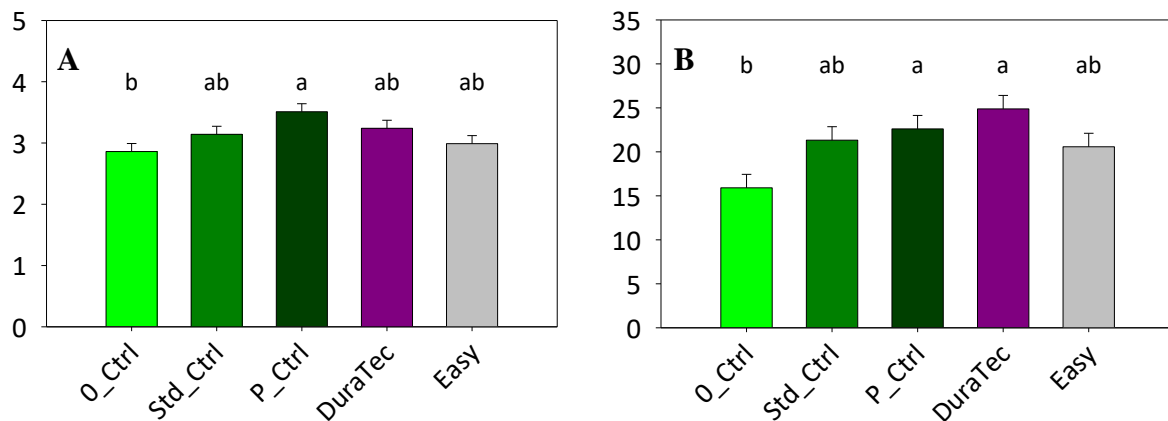 5
4
3
2
1
0
A
b ab a ab ab
0_Ctrl Std_Ctrl P_Ctrl DuraTec Easy
35
30
25
20
15
10
5
0
B
b ab a a ab
0_Ctrl Std_Ctrl P_Ctrl DuraTec Easy